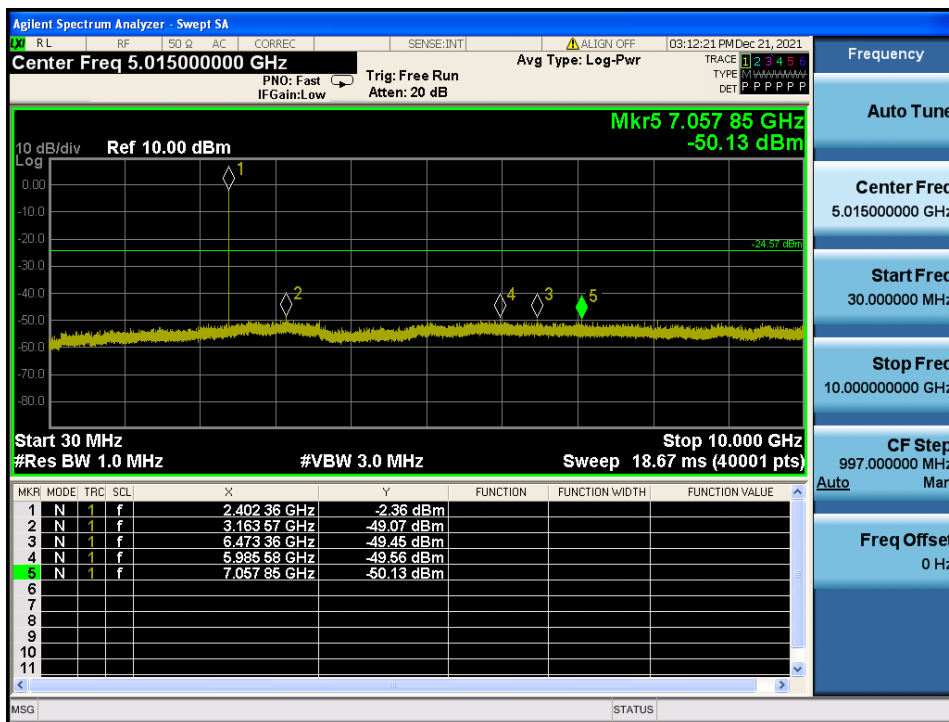 Agilent Spectrum Analyzer - Swept SA
LXI RL RF 50 Ω AC CORREC SENSE:INT ALIGN OFF 03:12:21 PM Dec 21, 2021
Center Freq 5.015000000 GHz Avg Type: Log-Pwr TRACE 1 2 3 4 5 6
PNO: Fast Trig: Free Run TYPE M WWWWW
IFGain:Low Atten: 20 dB DET P P P P P P
Mkr5 7.057 85 GHz
10 dB/div Ref 10.00 dBm -50.13 dBm
Log
1
0.00
-10.0
-20.0
-24.57 dBm
-30.0
-40.0
2 4 3 5
-50.0
-60.0
-70.0
-80.0
Start 30 MHz Stop 10.000 GHz
#Res BW 1.0 MHz #VBW 3.0 MHz Sweep 18.67 ms (40001 pts)
MKR MODE TRC SCL X Y FUNCTION FUNCTION WIDTH FUNCTION VALUE
1 N 1 f 2.402 36 GHz -2.36 dBm
2 N 1 f 3.163 57 GHz -49.07 dBm
3 N 1 f 6.473 36 GHz -49.45 dBm
4 N 1 f 5.985 58 GHz -49.56 dBm
5 N 1 f 7.057 85 GHz -50.13 dBm
6
7
8
9
10
11
MSG STATUS
Frequency
Auto Tune
Center Freq
5.015000000 GHz
Start Freq
30.000000 MHz
Stop Freq
10.000000000 GHz
CF Step
997.000000 MHz
Auto Man
Freq Offset
0 Hz